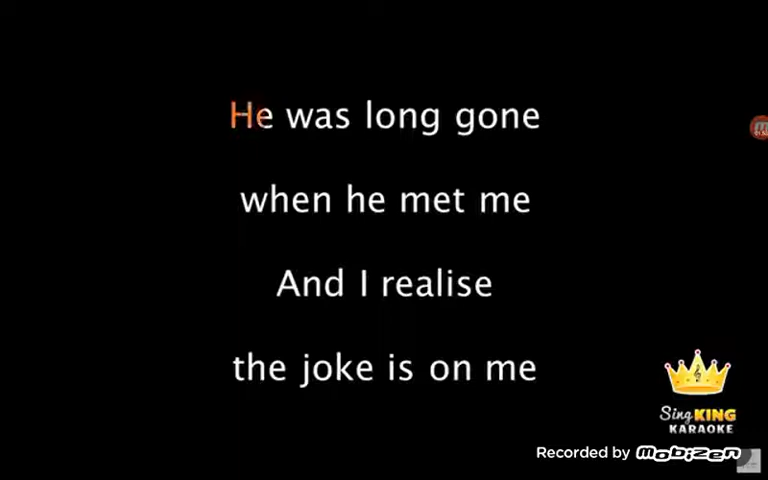 He was long gone
when he met me
And I realise
the joke is on me
Sing KING
KARAOKE
Recorded by Mobizen